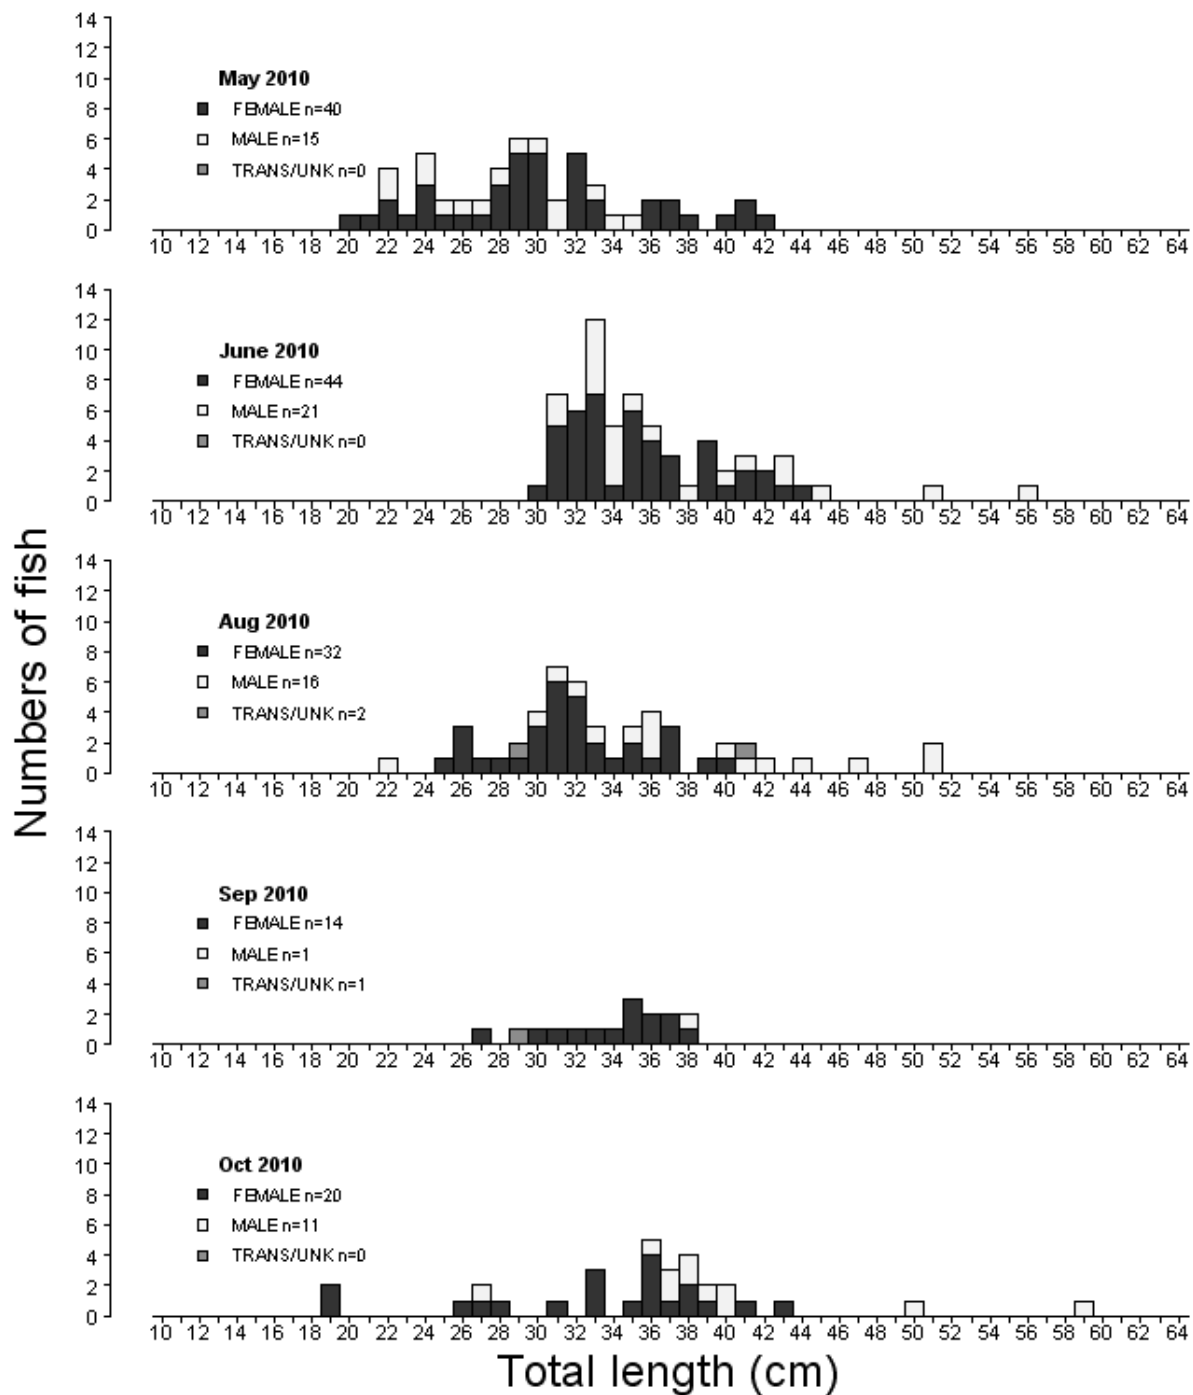 14
12
10
8
6
4
2
0
May 2010
FEMALE n=40
MALE n=15
TRANS/UNK n=0
10 12 14 16 18 20 22 24 26 28 30 32 34 36 38 40 42 44 46 48 50 52 54 56 58 60 62 64
14
12
10
8
6
4
2
0
June 2010
FEMALE n=44
MALE n=21
TRANS/UNK n=0
10 12 14 16 18 20 22 24 26 28 30 32 34 36 38 40 42 44 46 48 50 52 54 56 58 60 62 64
Numbers of fish
14
12
10
8
6
4
2
0
Aug 2010
FEMALE n=32
MALE n=16
TRANS/UNK n=2
10 12 14 16 18 20 22 24 26 28 30 32 34 36 38 40 42 44 46 48 50 52 54 56 58 60 62 64
14
12
10
8
6
4
2
0
Sep 2010
FEMALE n=14
MALE n=1
TRANS/UNK n=1
10 12 14 16 18 20 22 24 26 28 30 32 34 36 38 40 42 44 46 48 50 52 54 56 58 60 62 64
14
12
10
8
6
4
2
0
Oct 2010
FEMALE n=20
MALE n=11
TRANS/UNK n=0
10 12 14 16 18 20 22 24 26 28 30 32 34 36 38 40 42 44 46 48 50 52 54 56 58 60 62 64
Total length (cm)